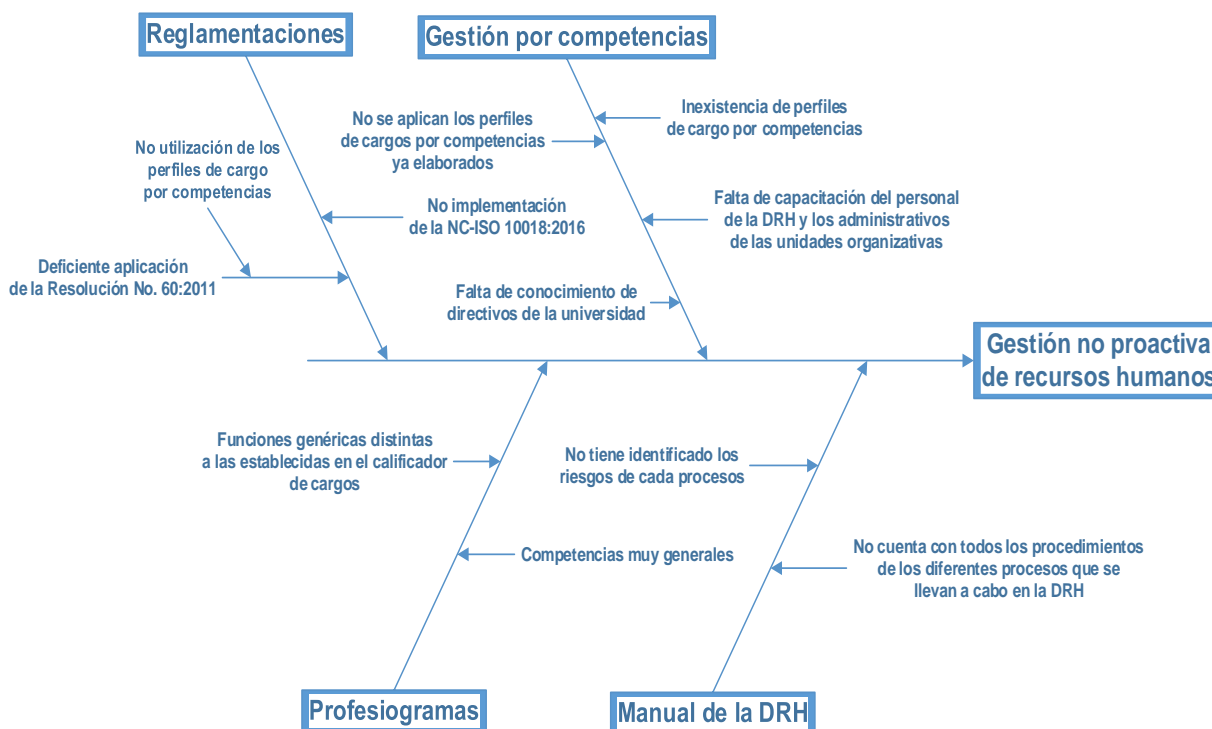 Reglamentaciones
Gestión por competencias
No utilización de los
perfiles de cargo
por competencias
No se aplican los perfiles
de cargos por competencias
ya elaborados
Inexistencia de perfiles
de cargo por competencias
No implementación
de la NC-ISO 10018:2016
Falta de capacitación del personal
de la DRH y los administrativos
de las unidades organizativas
Deficiente aplicación
de la Resolución No. 60:2011
Falta de conocimiento de
directivos de la universidad
Gestión no proactiva
de recursos humanos
Funciones genéricas distintas
a las establecidas en el calificador
de cargos
No tiene identificado los
riesgos de cada procesos
Competencias muy generales
No cuenta con todos los procedimientos
de los diferentes procesos que se
llevan a cabo en la DRH
Profesiogramas
Manual de la DRH